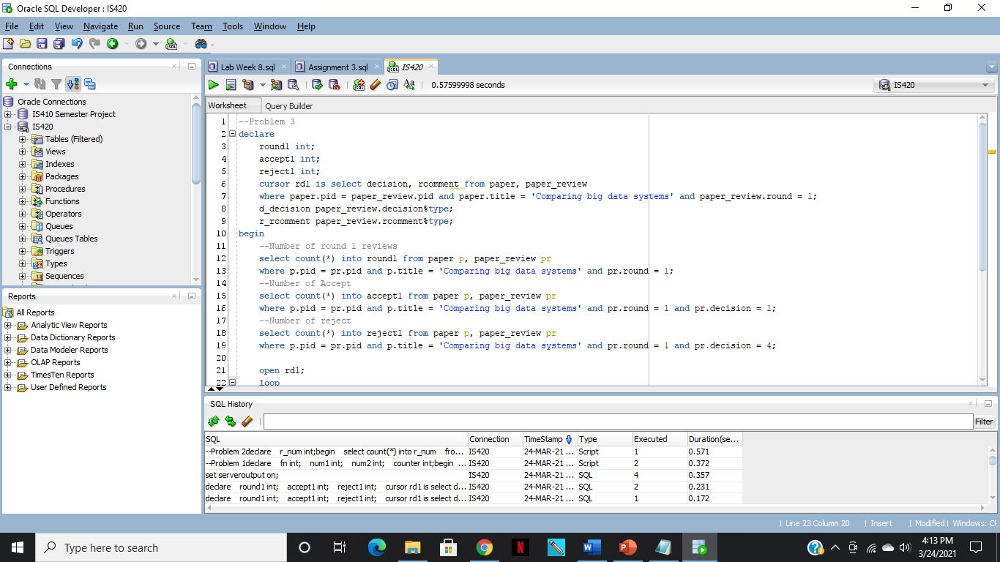 Oracle SQL Developer : IS420
File Edit View Navigate Run Source Team Tools Window Help
Connections
Oracle Connections
IS410 Semester Project
IS420
Tables (Filtered)
Views
Indexes
Packages
Procedures
Functions
Operators
Queues
Queues Tables
Triggers
Types
Sequences
Reports
All Reports
Analytic View Reports
Data Dictionary Reports
Data Modeler Reports
OLAP Reports
TimesTen Reports
User Defined Reports
Lab Week 8.sql Assignment 3.sql IS420
0.57599998 seconds IS420
Worksheet Query Builder
1 --Problem 3
2 declare
3 round1 int;
4 accept1 int;
5 reject1 int;
6 cursor rd1 is select decision, rcomment from paper, paper_review
7 where paper.pid = paper_review.pid and paper.title = 'Comparing big data systems' and paper_review.round = 1;
8 d_decision paper_review.decision%type;
9 r_rcomment paper_review.rcomment%type;
10 begin
11 --Number of round 1 reviews
12 select count(*) into round1 from paper p, paper_review pr
13 where p.pid = pr.pid and p.title = 'Comparing big data systems' and pr.round = 1;
14 --Number of Accept
15 select count(*) into accept1 from paper p, paper_review pr
16 where p.pid = pr.pid and p.title = 'Comparing big data systems' and pr.round = 1 and pr.decision = 1;
17 --Number of reject
18 select count(*) into reject1 from paper p, paper_review pr
19 where p.pid = pr.pid and p.title = 'Comparing big data systems' and pr.round = 1 and pr.decision = 4;
20
21 open rd1;
22 loop
SQL History
Filter
SQL Connection TimeStamp Type Executed Duration(se...
--Problem 2declare r_num int;begin select count(*) into r_num fro... IS420 24-MAR-21 ... Script 1 0.571
--Problem 1declare fn int; num1 int; num2 int; counter int;begin ... IS420 24-MAR-21 ... Script 2 0.372
set serveroutput on; IS420 24-MAR-21 ... SQL 4 0.357
declare round1 int; accept1 int; reject1 int; cursor rd1 is select d... IS420 24-MAR-21 ... SQL 2 0.231
declare round1 int; accept1 int; reject1 int; cursor rd1 is select d... IS420 24-MAR-21 ... SQL 1 0.172
| Line 23 Column 20 | Insert | Modified | Windows: CF
Type here to search
4:13 PM
3/24/2021